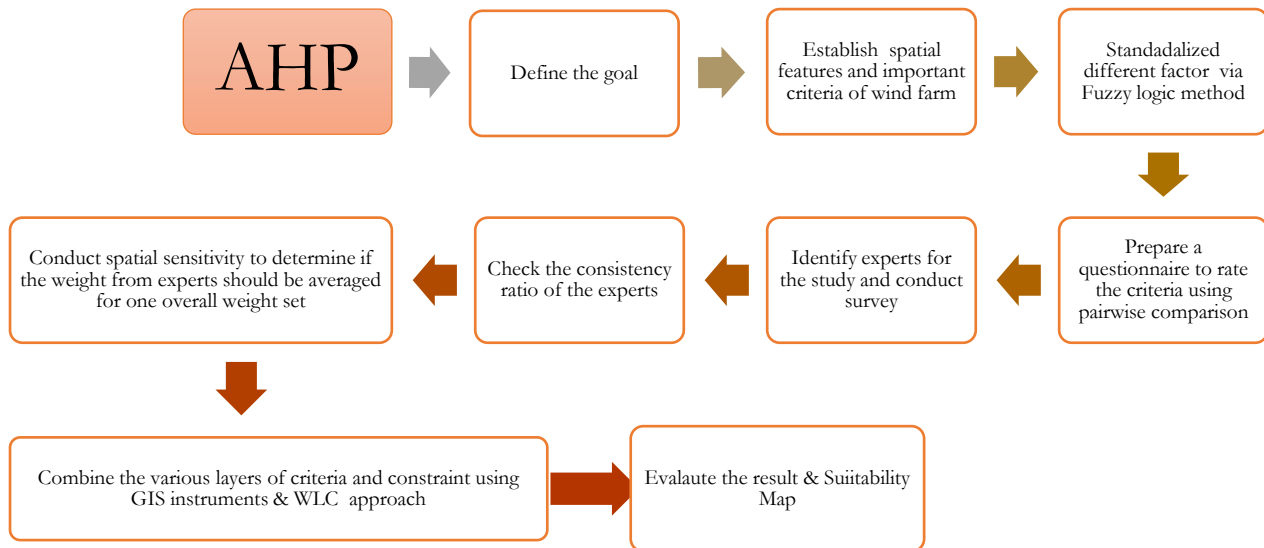 AHP
Define the goal
Establish spatial
features and important
criteria of wind farm
Standadalized
different factor via
Fuzzy logic method
Prepare a
questionnaire to rate
the criteria using
pairwise comparison
Identify experts for
the study and conduct
survey
Check the consistency
ratio of the experts
Conduct spatial sensitivity to determine if
the weight from experts should be averaged
for one overall weight set
Combine the various layers of criteria and constraint using
GIS instruments & WLC approach
Evalaute the result & Suiitability
Map